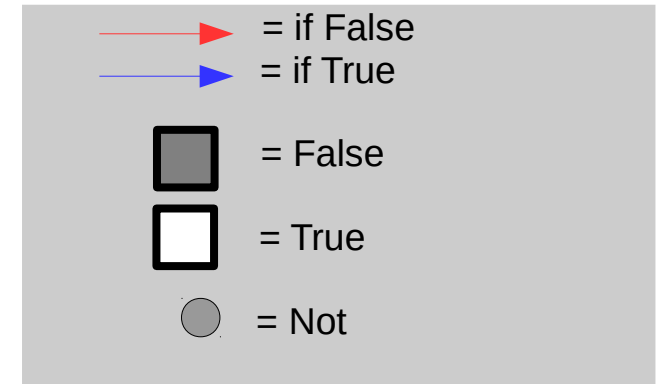 = if False
= if True
= False
= True
= Not